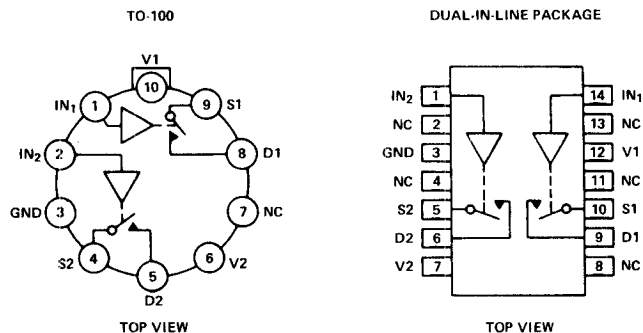 TO-100
V1
10
IN1
1
9
S1
IN2
2
8
D1
GND
3
7
NC
S2
4
5
6
V2
D2
TOP VIEW
DUAL-IN-LINE PACKAGE
IN2 1 14 IN1
NC 2 13 NC
GND 3 12 V1
NC 4 11 NC
S2 5 10 S1
D2 6 9 D1
V2 7 8 NC
TOP VIEW